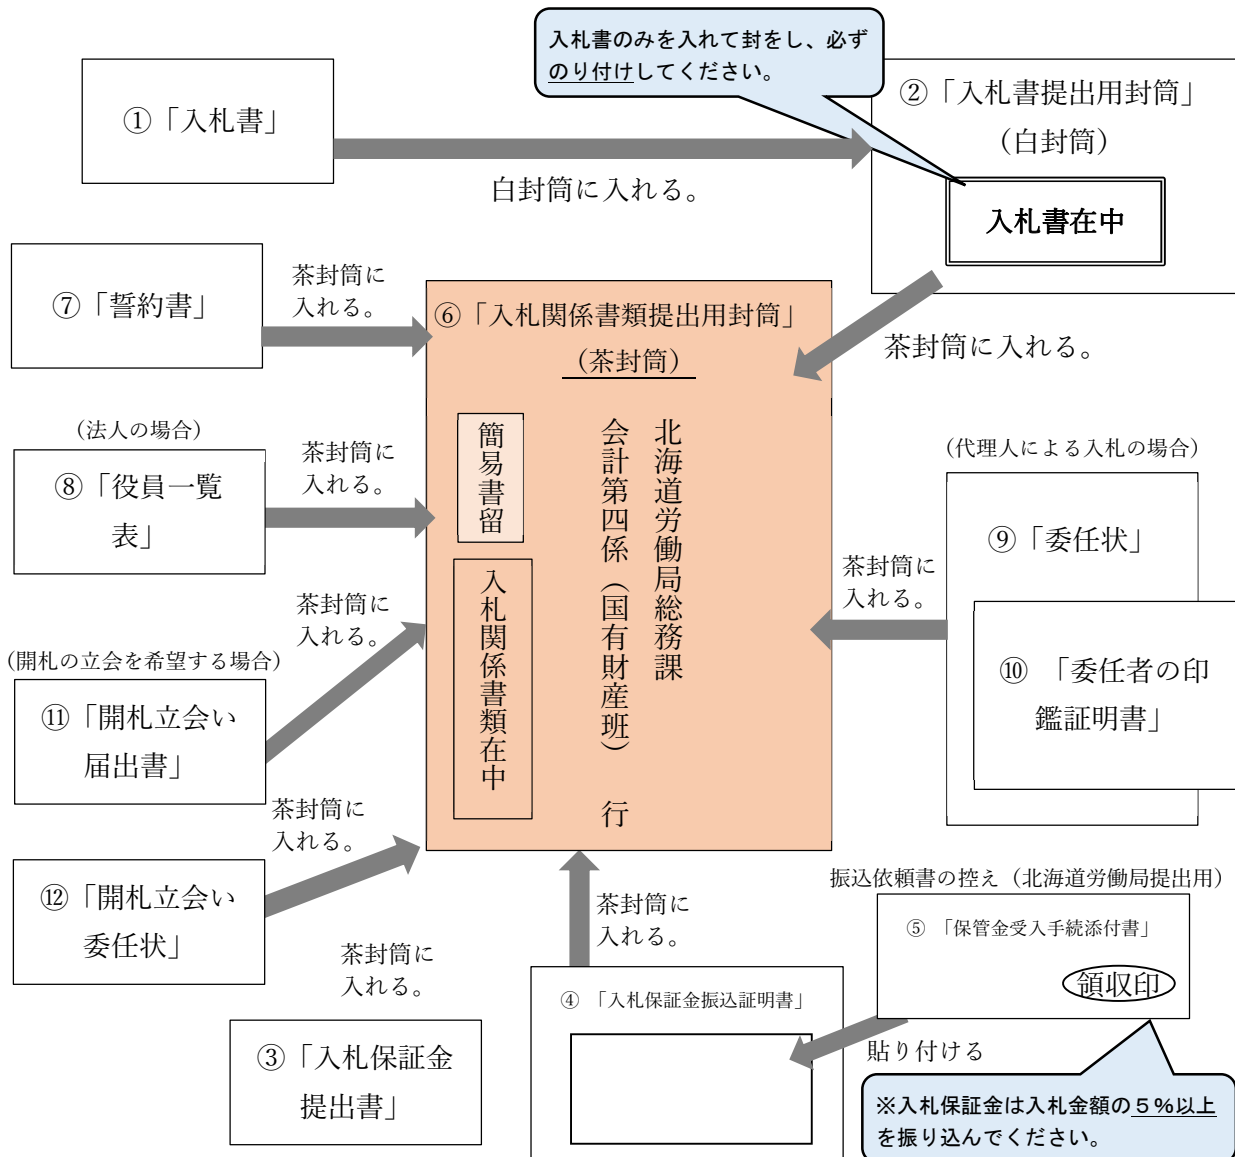 入札書のみを入れて封をし、必ず
のり付けしてください。
①「入札書」
白封筒に入れる。
②「入札書提出用封筒」
（白封筒）
入札書在中
茶封筒に入れる。
⑦「誓約書」
茶封筒に
入れる。
⑥「入札関係書類提出用封筒」
（茶封筒）
北海道労働局総務課
会計第四係（国有財産班）　行
簡易書留
入札関係書類在中
（法人の場合）
⑧「役員一覧
表」
茶封筒に
入れる。
（代理人による入札の場合）
⑨「委任状」
⑩　「委任者の印
鑑証明書」
茶封筒に
入れる。
（開札の立会を希望する場合）
⑪「開札立会い
届出書」
茶封筒に
入れる。
⑫「開札立会い
委任状」
茶封筒に
入れる。
③「入札保証金
提出書」
茶封筒に
入れる。
④　「入札保証金振込証明書」
茶封筒に
入れる。
振込依頼書の控え（北海道労働局提出用）
⑤　「保管金受入手続添付書」
領収印
貼り付ける
※入札保証金は入札金額の５％以上
を振り込んでください。